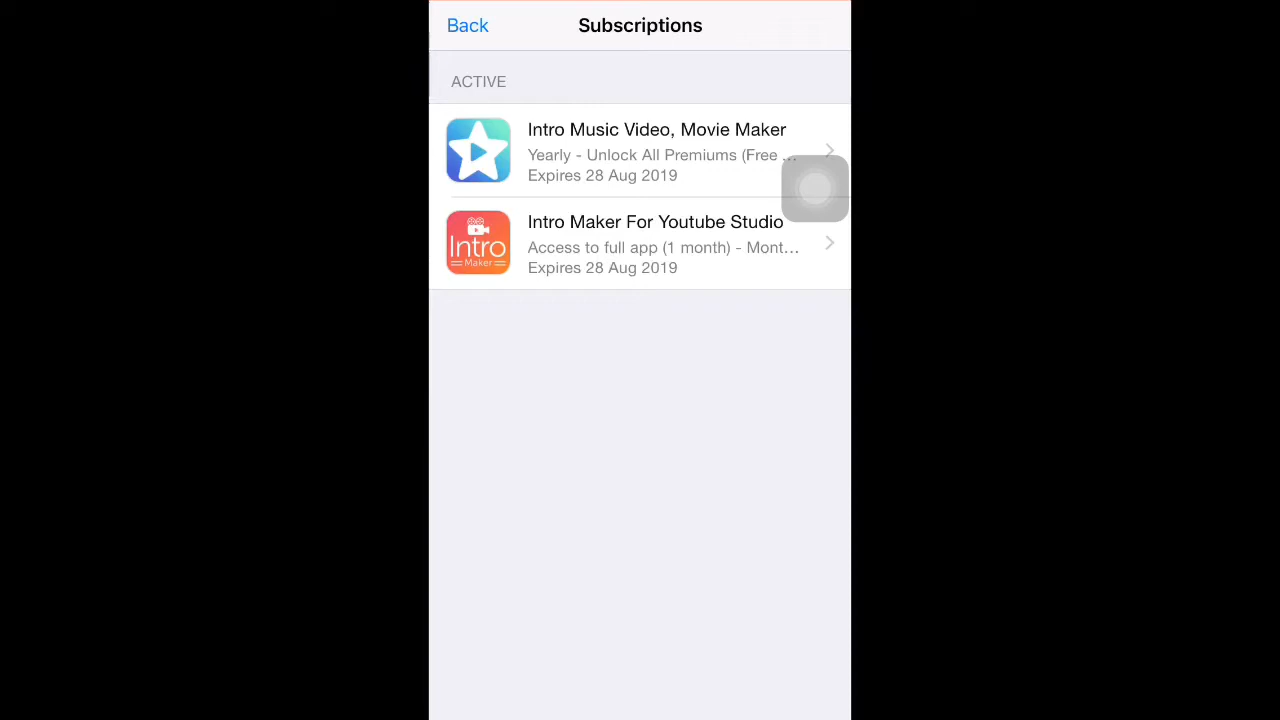 Back
Subscriptions
ACTIVE
Intro Music Video, Movie Maker
Yearly - Unlock All Premiums (Free ...
Expires 28 Aug 2019
Intro
Maker
Intro Maker For Youtube Studio
Access to full app (1 month) - Mont...
Expires 28 Aug 2019